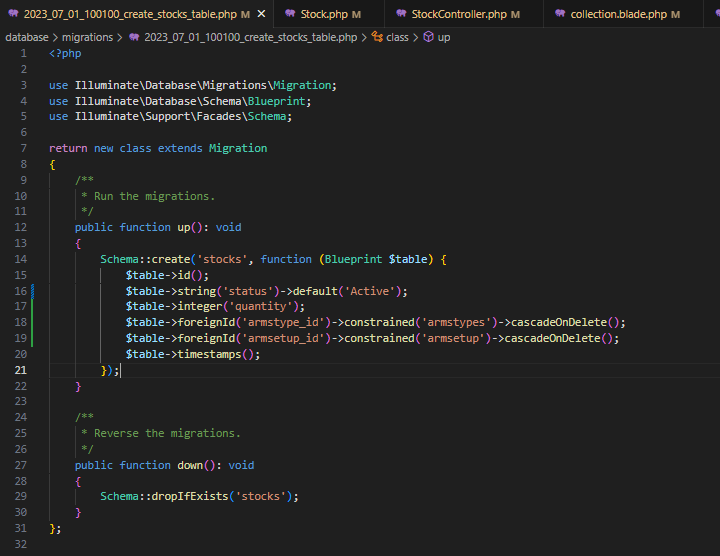 2023_07_01_100100_create_stocks_table.php M Stock.php M StockController.php M collection.blade.php M
database > migrations > 2023_07_01_100100_create_stocks_table.php > class > up
1 <?php
2
3 use Illuminate\Database\Migrations\Migration;
4 use Illuminate\Database\Schema\Blueprint;
5 use Illuminate\Support\Facades\Schema;
6
7 return new class extends Migration
8 {
9 /**
10 * Run the migrations.
11 */
12 public function up(): void
13 {
14 Schema::create('stocks', function (Blueprint $table) {
15 $table->id();
16 $table->string('status')->default('Active');
17 $table->integer('quantity');
18 $table->foreignId('armstype_id')->constrained('armstypes')->cascadeOnDelete();
19 $table->foreignId('armsetup_id')->constrained('armsetup')->cascadeOnDelete();
20 $table->timestamps();
21 });
22 }
23
24 /**
25 * Reverse the migrations.
26 */
27 public function down(): void
28 {
29 Schema::dropIfExists('stocks');
30 }
31 };
32